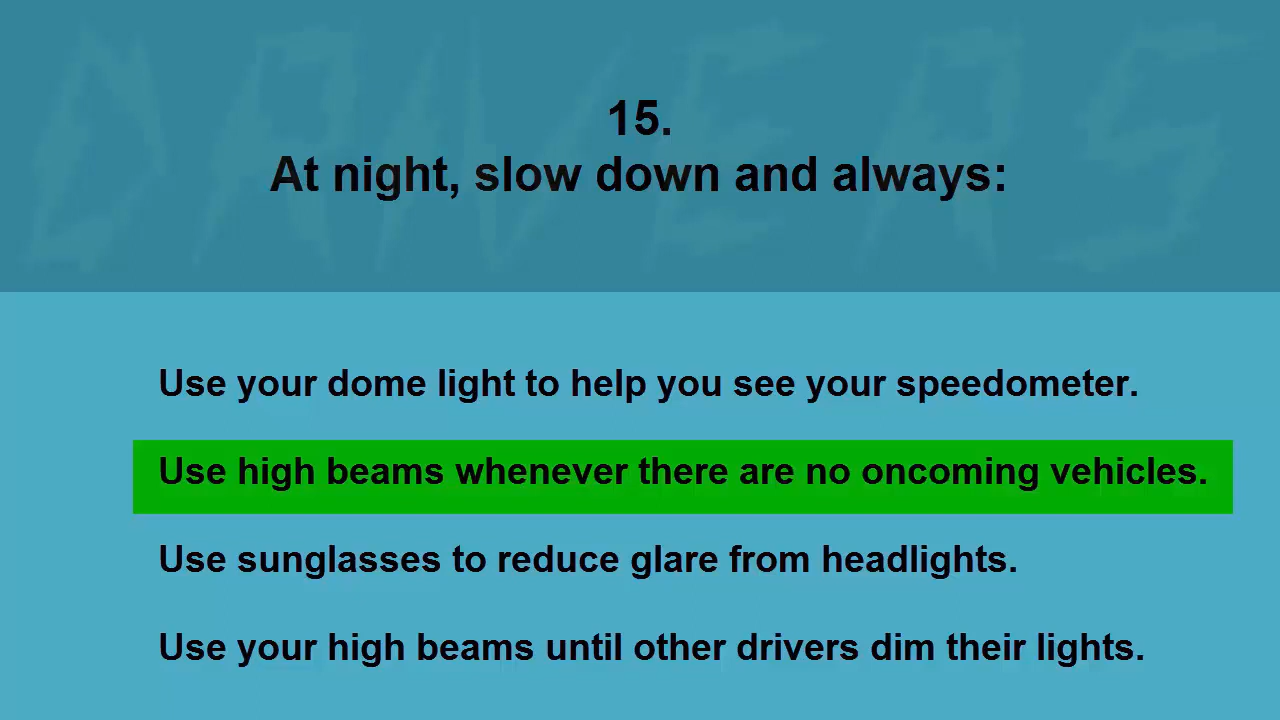 DRIVERS
15.
At night, slow down and always:
Use your dome light to help you see your speedometer.
Use high beams whenever there are no oncoming vehicles.
Use sunglasses to reduce glare from headlights.
Use your high beams until other drivers dim their lights.